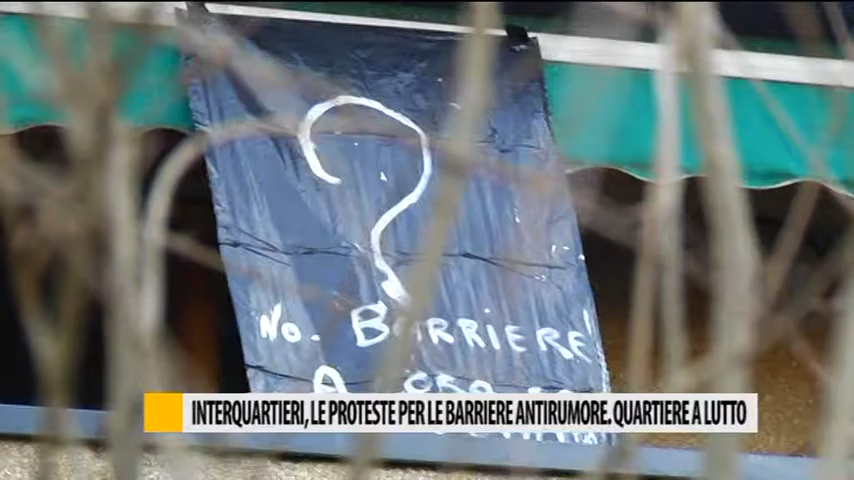 ?
No. BARRIERE!
A
INTERQUARTIERI, LE PROTESTE PER LE BARRIERE ANTIRUMORE. QUARTIERE A LUTTO